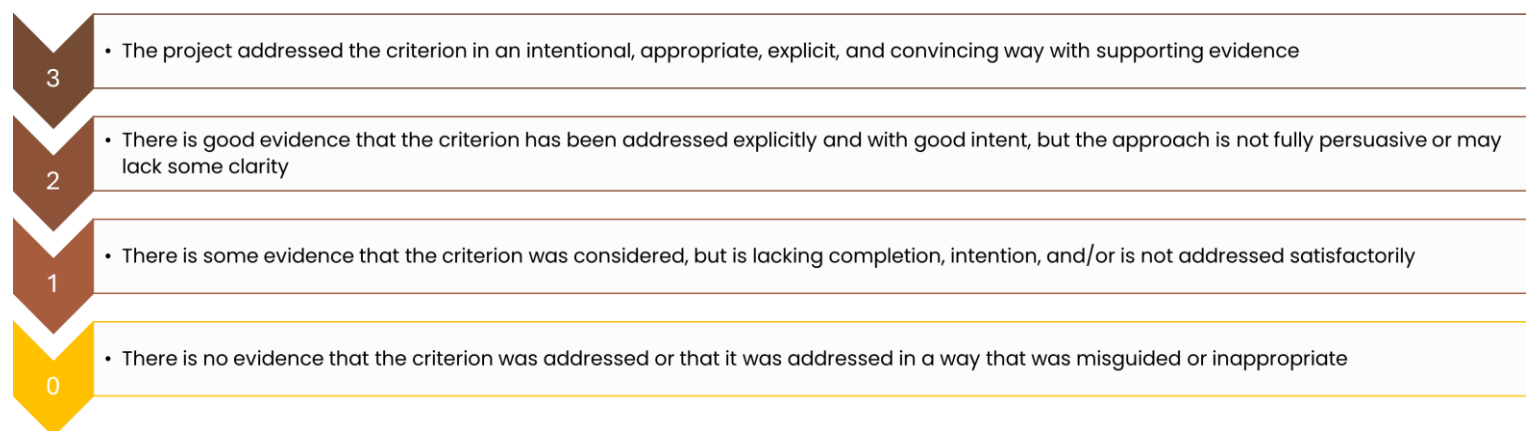 3
• The project addressed the criterion in an intentional, appropriate, explicit, and convincing way with supporting evidence
2
• There is good evidence that the criterion has been addressed explicitly and with good intent, but the approach is not fully persuasive or may
lack some clarity
1
• There is some evidence that the criterion was considered, but is lacking completion, intention, and/or is not addressed satisfactorily
0
• There is no evidence that the criterion was addressed or that it was addressed in a way that was misguided or inappropriate